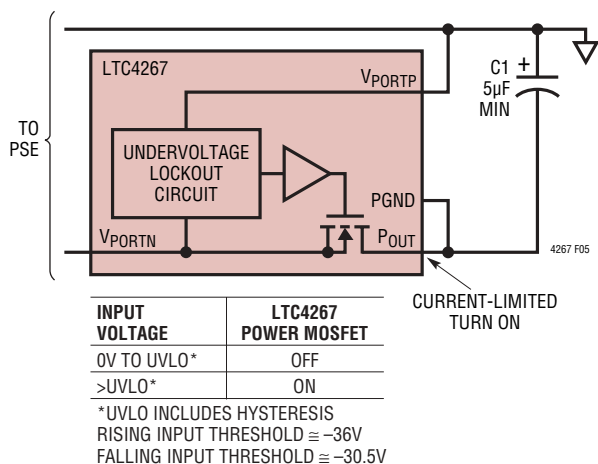 LTC4267
VPORTP
C1
+
5µF
MIN
TO
PSE
UNDERVOLTAGE
LOCKOUT
CIRCUIT
PGND
VPORTN
POUT
4267 F05
CURRENT-LIMITED
TURN ON
INPUT VOLTAGE LTC4267 POWER MOSFET
0V TO UVLO* OFF
>UVLO* ON
*UVLO INCLUDES HYSTERESIS
RISING INPUT THRESHOLD ≅ –36V
FALLING INPUT THRESHOLD ≅ –30.5V